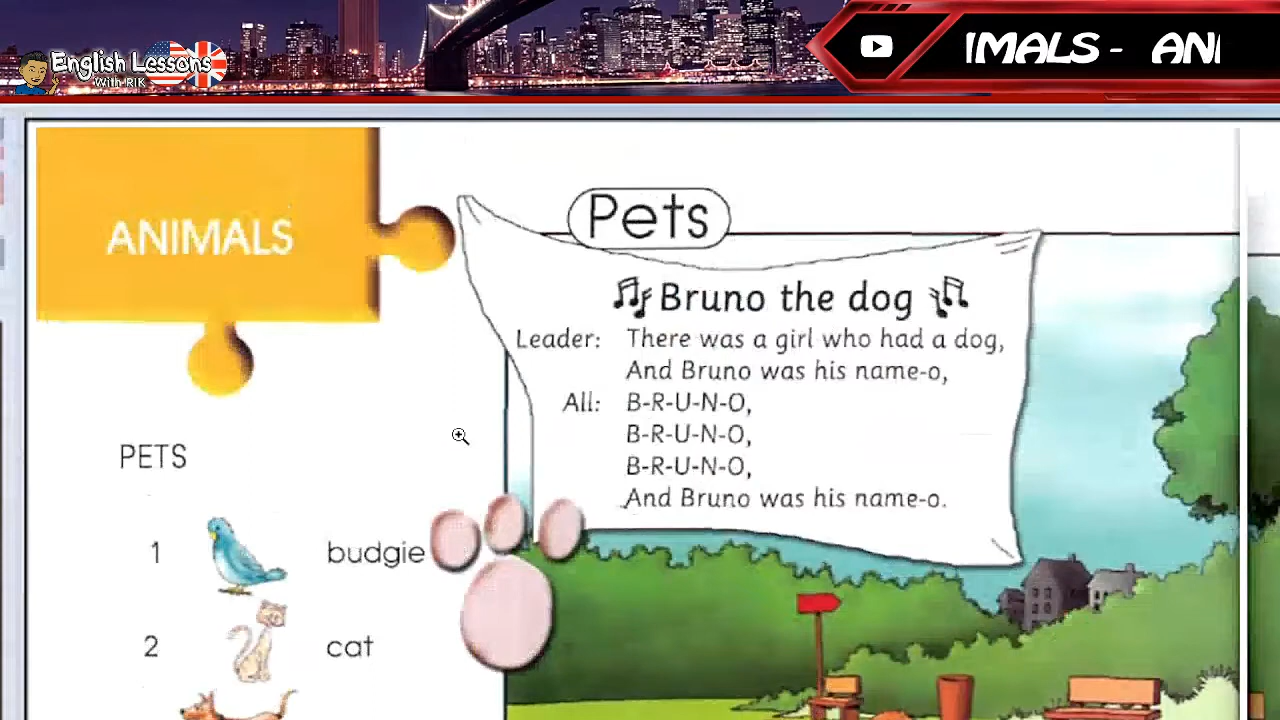 English Lessons
With RIK
IMALS - ANI
ANIMALS
Pets
Bruno the dog
Leader: There was a girl who had a dog,
And Bruno was his name-o,
All: B-R-U-N-O,
B-R-U-N-O,
B-R-U-N-O,
And Bruno was his name-o.
PETS
1 budgie
2 cat